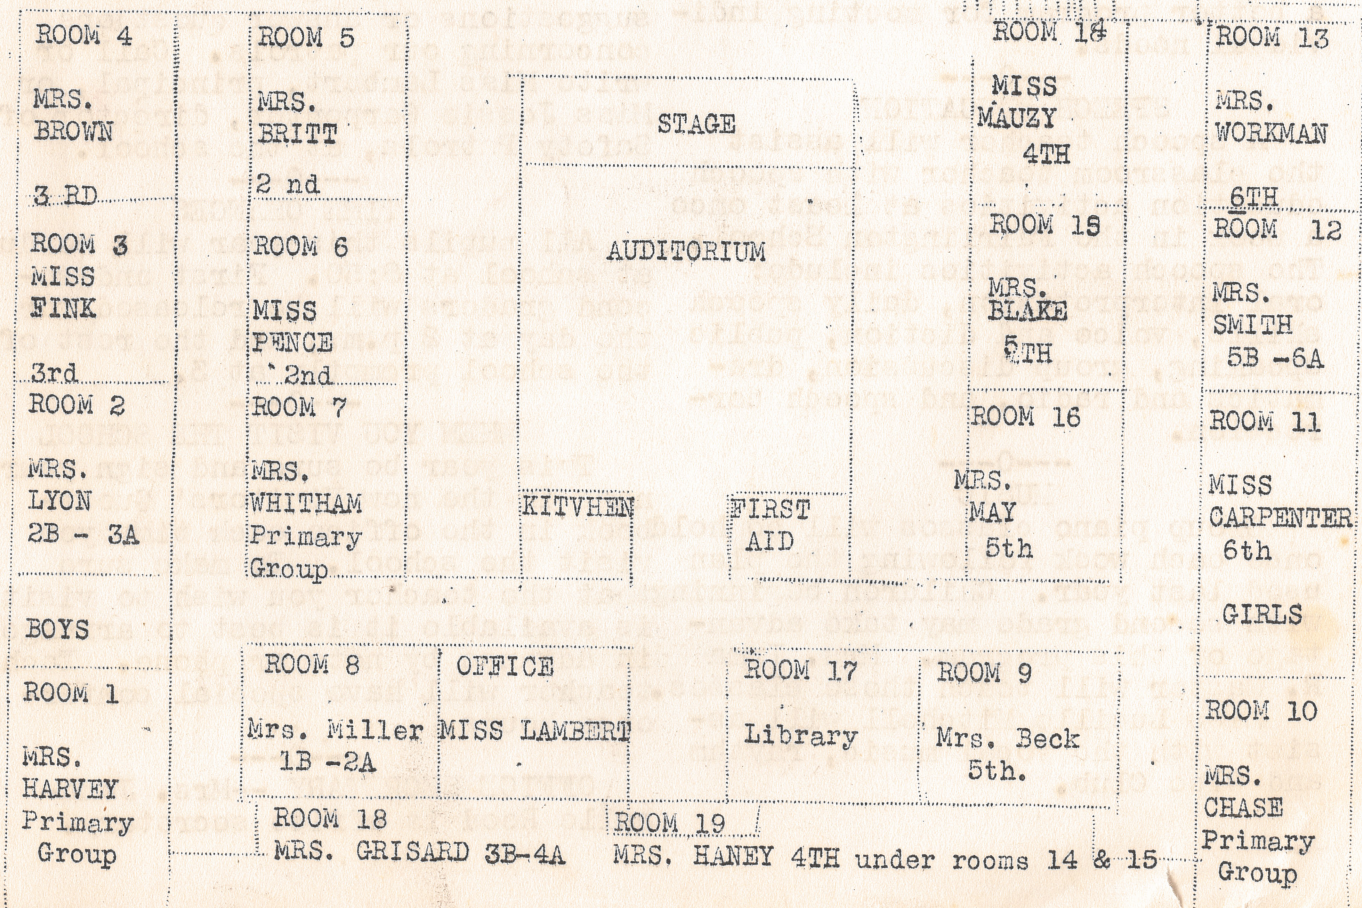 ROOM 4
MRS.
BROWN
3 RD
ROOM 5
MRS.
BRITT
2 nd
STAGE
AUDITORIUM
ROOM 14
MISS
MAUZY
4TH
ROOM 13
MRS.
WORKMAN
6TH
ROOM 3
MISS
FINK
3rd
ROOM 6
MISS
PENCE
2nd
ROOM 15
MRS.
BLAKE
5TH
ROOM 12
MRS.
SMITH
5B -6A
ROOM 2
MRS.
LYON
2B - 3A
ROOM 7
MRS.
WHITHAM
Primary
Group
KITVHEN
FIRST
AID
ROOM 16
MRS.
MAY
5th
ROOM 11
MISS
CARPENTER
6th
BOYS
GIRLS
ROOM 1
MRS.
HARVEY
Primary
Group
ROOM 8
Mrs. Miller
1B -2A
OFFICE
MISS LAMBERT
ROOM 17
Library
ROOM 9
Mrs. Beck
5th.
ROOM 10
MRS.
CHASE
Primary
Group
ROOM 18
MRS. GRISARD 3B-4A
ROOM 19
MRS. HANEY 4TH under rooms 14 & 15